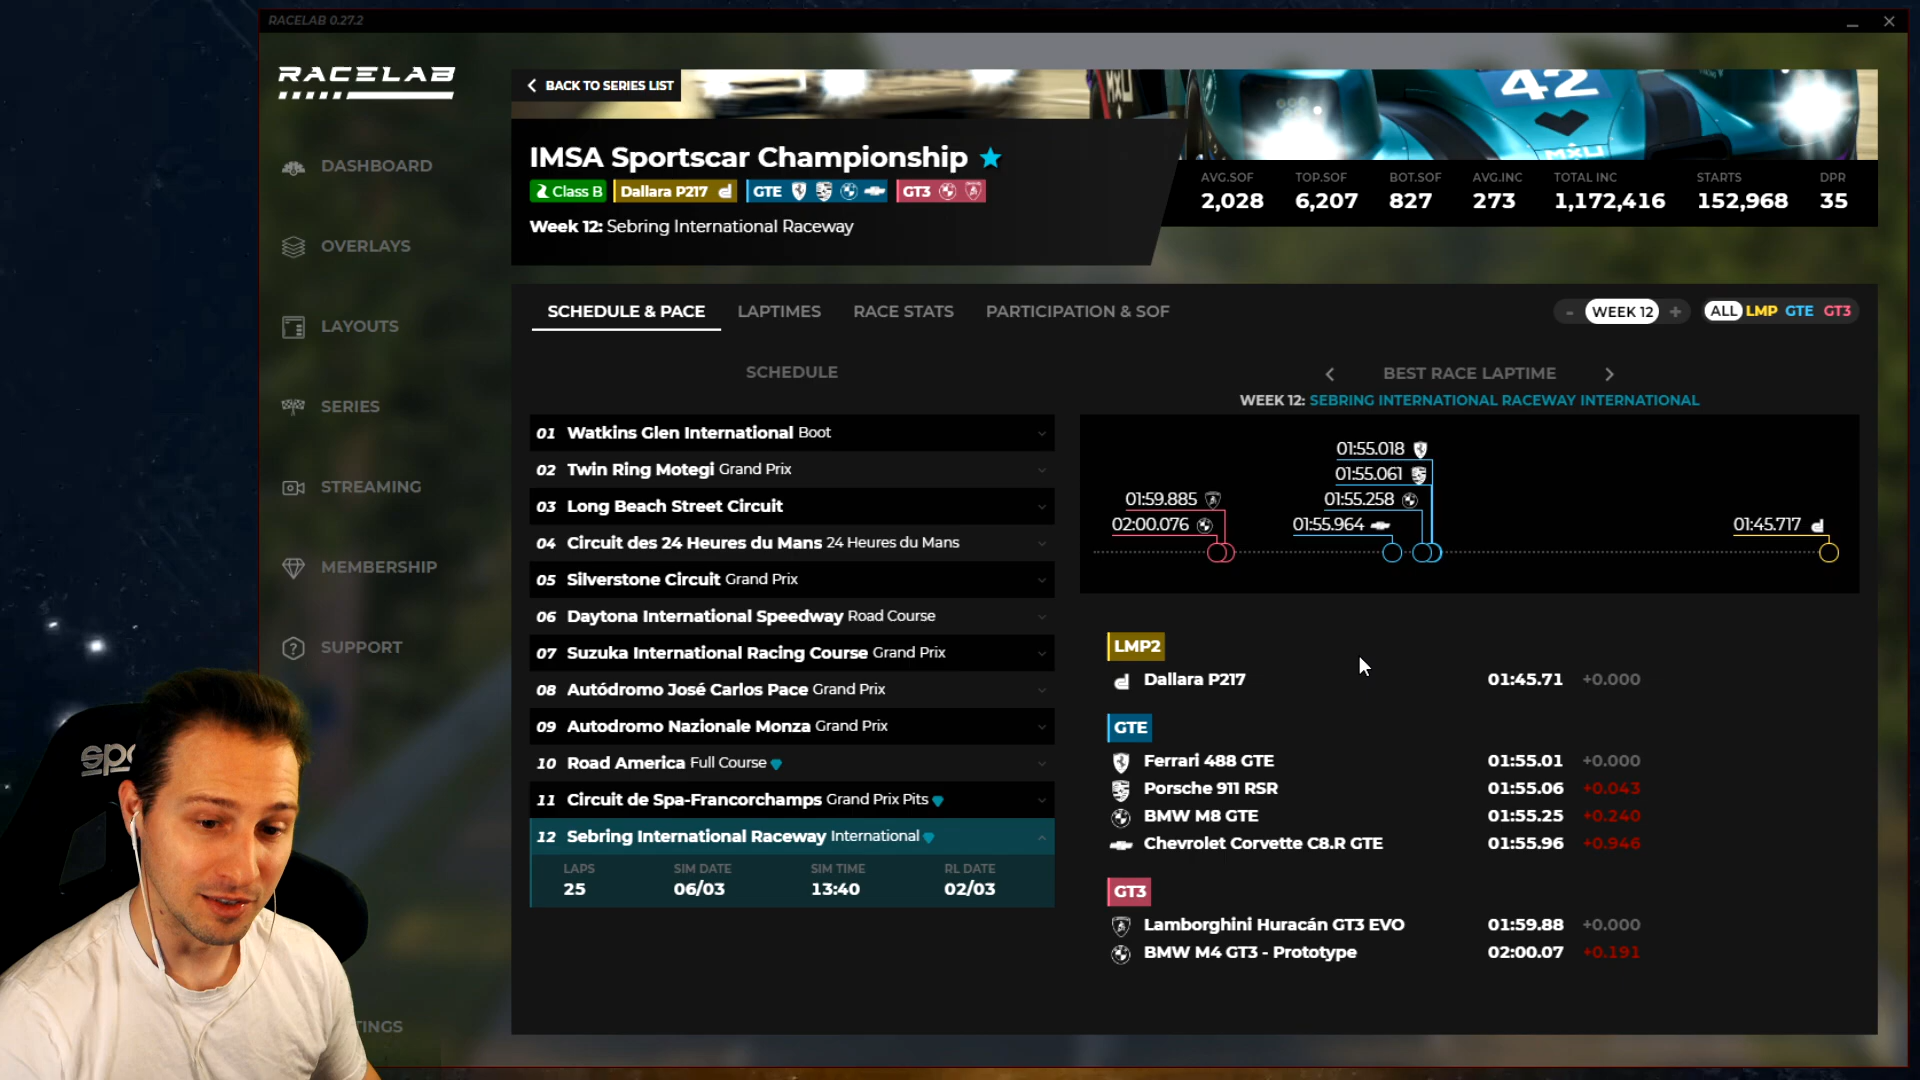 RACELAB 0.27.2
RACELAB
DASHBOARD
OVERLAYS
LAYOUTS
SERIES
STREAMING
MEMBERSHIP
SUPPORT
TINGS
BACK TO SERIES LIST
42
IMSA Sportscar Championship
Class B Dallara P217 GTE GT3
Week 12: Sebring International Raceway
AVG.SOF TOP.SOF BOT.SOF AVG.INC TOTAL INC STARTS DPR
2,028 6,207 827 273 1,172,416 152,968 35
SCHEDULE & PACE LAPTIMES RACE STATS PARTICIPATION & SOF
- WEEK 12 + ALL LMP GTE GT3
SCHEDULE
01 Watkins Glen International Boot
02 Twin Ring Motegi Grand Prix
03 Long Beach Street Circuit
04 Circuit des 24 Heures du Mans 24 Heures du Mans
05 Silverstone Circuit Grand Prix
06 Daytona International Speedway Road Course
07 Suzuka International Racing Course Grand Prix
08 Autódromo José Carlos Pace Grand Prix
09 Autodromo Nazionale Monza Grand Prix
10 Road America Full Course
11 Circuit de Spa-Francorchamps Grand Prix Pits
12 Sebring International Raceway International
LAPS SIM DATE SIM TIME RL DATE
25 06/03 13:40 02/03
BEST RACE LAPTIME
WEEK 12: SEBRING INTERNATIONAL RACEWAY INTERNATIONAL
01:55.018
01:55.061
01:59.885 01:55.258
02:00.076 01:55.964 01:45.717
LMP2
Dallara P217 01:45.71 +0.000
GTE
Ferrari 488 GTE 01:55.01 +0.000
Porsche 911 RSR 01:55.06 +0.043
BMW M8 GTE 01:55.25 +0.240
Chevrolet Corvette C8.R GTE 01:55.96 +0.946
GT3
Lamborghini Huracán GT3 EVO 01:59.88 +0.000
BMW M4 GT3 - Prototype 02:00.07 +0.191